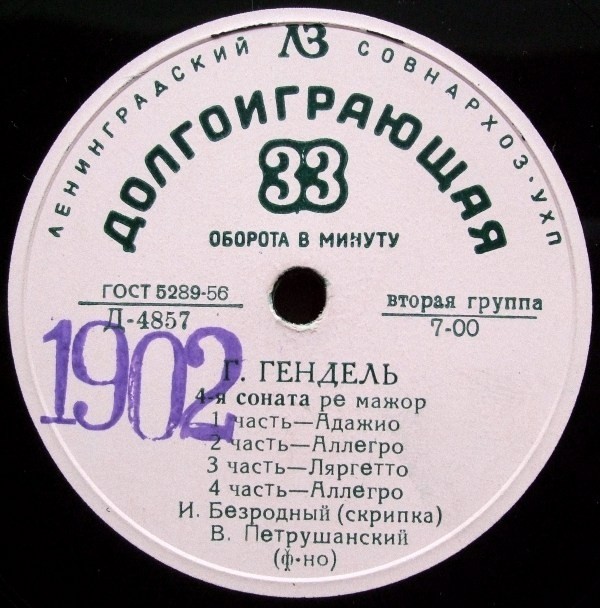 ЛЕНИНГРАДСКИЙ ЛЗ СОВНАРХОЗ·УХП
ДОЛГОИГРАЮЩАЯ
33
ОБОРОТА В МИНУТУ
ГОСТ 5289-56
Д-4857
вторая группа
7-00
1902
Г. ГЕНДЕЛЬ
4-я соната ре мажор
1 часть—Адажио
2 часть—Аллегро
3 часть—Ляргетто
4 часть—Аллегро
И. Безродный (скрипка)
В. Петрушанский
(ф-но)